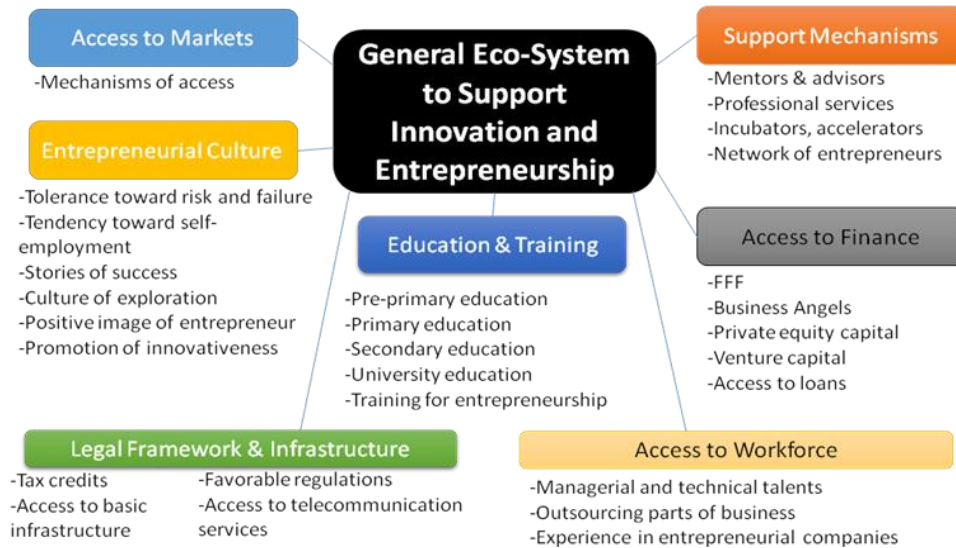 Access to Markets
-Mechanisms of access
General Eco-System
to Support
Innovation and
Entrepreneurship
Support Mechanisms
-Mentors & advisors
-Professional services
-Incubators, accelerators
-Network of entrepreneurs
Entrepreneurial Culture
-Tolerance toward risk and failure
-Tendency toward self-
employment
-Stories of success
-Culture of exploration
-Positive image of entrepreneur
-Promotion of innovativeness
Education & Training
-Pre-primary education
-Primary education
-Secondary education
-University education
-Training for entrepreneurship
Access to Finance
-FFF
-Business Angels
-Private equity capital
-Venture capital
-Access to loans
Legal Framework & Infrastructure
-Tax credits
-Access to basic
infrastructure
-Favorable regulations
-Access to telecommunication
services
Access to Workforce
-Managerial and technical talents
-Outsourcing parts of business
-Experience in entrepreneurial companies